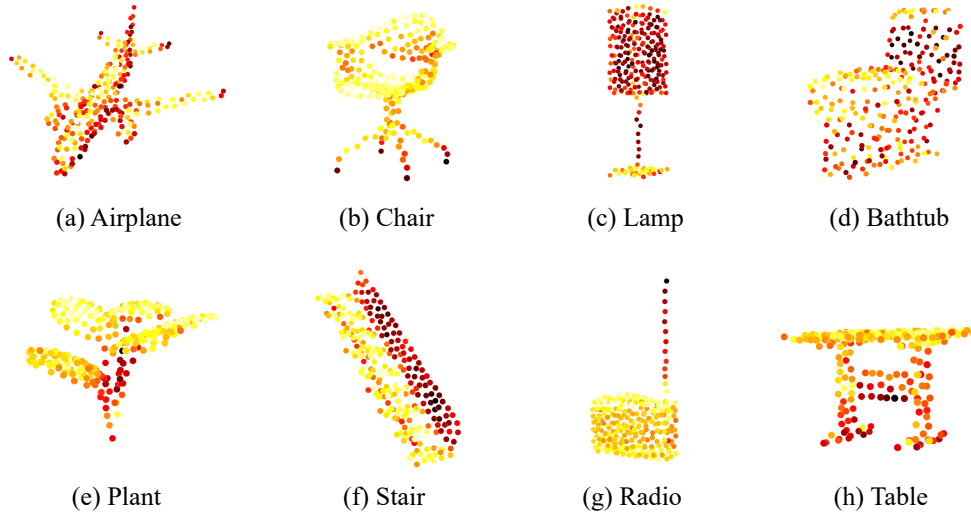 (a) Airplane
(b) Chair
(c) Lamp
(d) Bathtub
(e) Plant
(f) Stair
(g) Radio
(h) Table